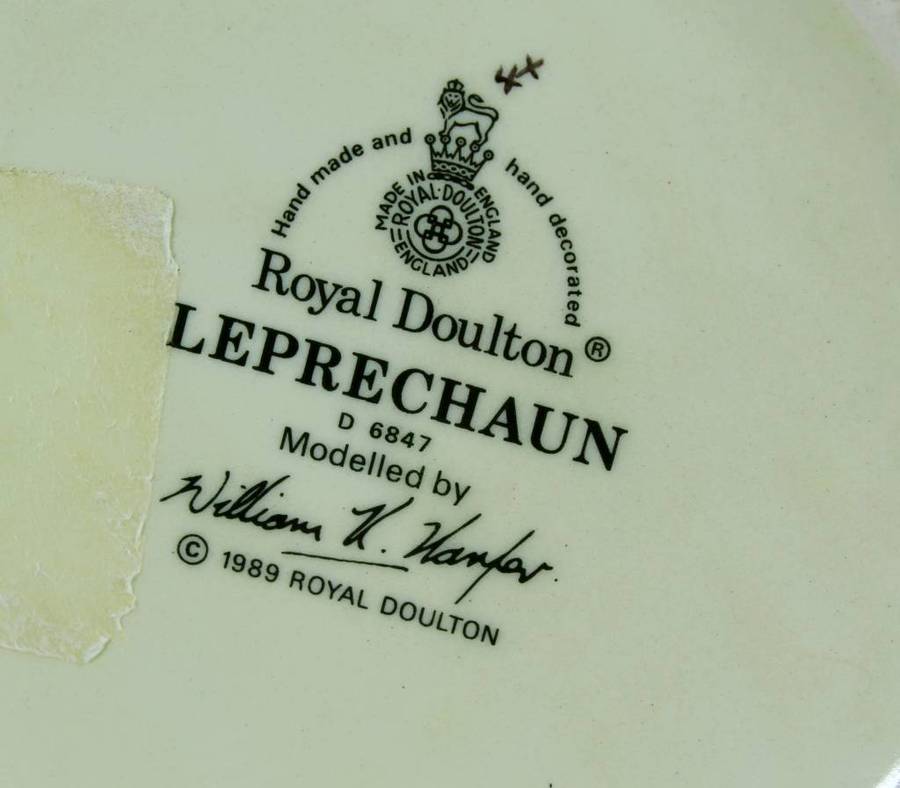 4x
Hand made and hand decorated
MADE IN ENGLAND
ROYAL·DOULTON
ENGLAND
Royal Doulton ®
LEPRECHAUN
D 6847
Modelled by
William K. Harper
© 1989 ROYAL DOULTON